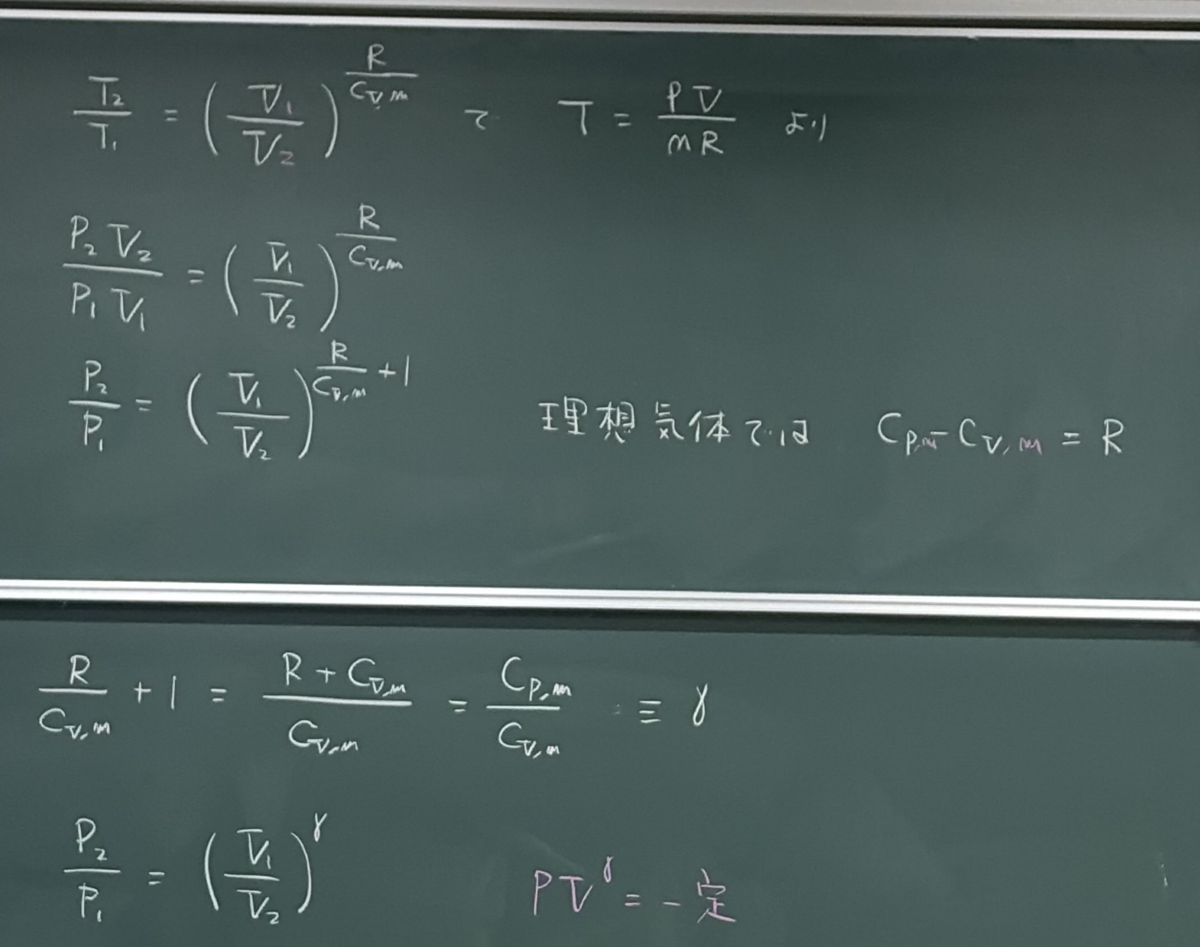 T₂/T₁ = (V₁/V₂)^(R/C_V,m) で T = PV/nR より
P₂V₂/P₁V₁ = (V₁/V₂)^(R/C_V,m)
P₂/P₁ = (V₁/V₂)^(R/C_V,m + 1) 理想気体では C_P,m − C_V,m = R
R/C_V,m + 1 = (R + C_V,m)/C_V,m = C_P,m/C_V,m ≡ γ
P₂/P₁ = (V₁/V₂)^γ PV^γ = 一定